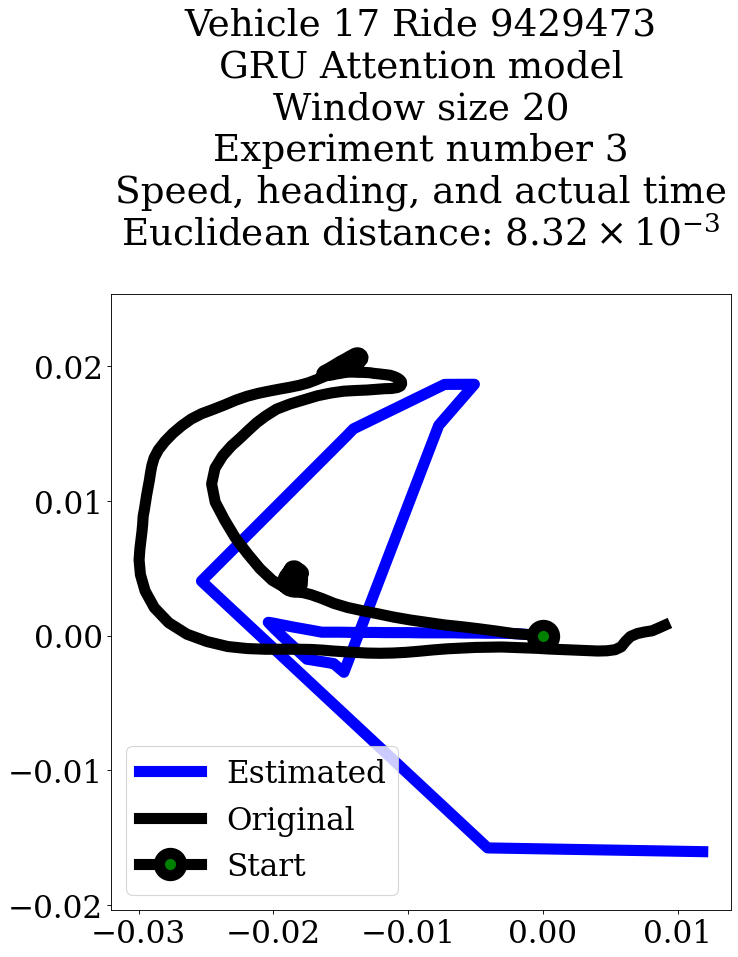 Vehicle 17 Ride 9429473
GRU Attention model
Window size 20
Experiment number 3
Speed, heading, and actual time
Euclidean distance: 8.32 × 10⁻³
0.02
0.01
0.00
−0.01
−0.02
Estimated
Original
Start
−0.03
−0.02
−0.01
0.00
0.01